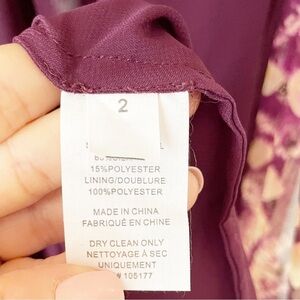 2
15%POLYESTER
LINING/DOUBLURE
100%POLYESTER
MADE IN CHINA
FABRIQUÉ EN CHINE
DRY CLEAN ONLY
NETTOYAGE À SEC
UNIQUEMENT
# 105177